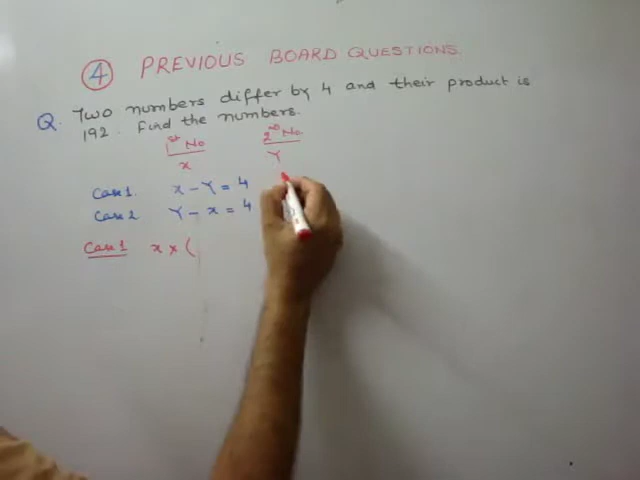 4 PREVIOUS BOARD QUESTIONS.
Q. Two numbers differ by 4 and their product is
192. Find the numbers.
1st No 2nd No.
x Y
Case 1. x - Y = 4
Case 2 Y - x = 4
Case 1 x × (